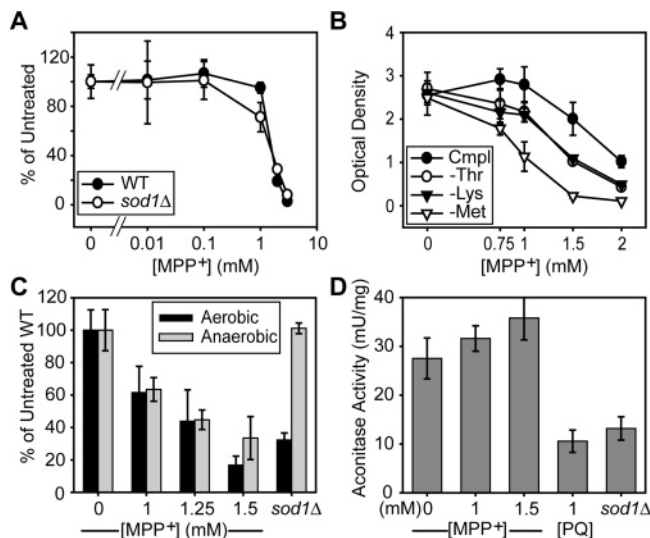 A
% of Untreated
120
80
40
0
WT
sod1Δ
0 0.01 0.1 1 10
[MPP+] (mM)
B
Optical Density
4
3
2
1
0
Cmpl
-Thr
-Lys
-Met
0 0.75 1 1.5 2
[MPP+] (mM)
C
% of Untreated WT
120
100
80
60
40
20
0
Aerobic
Anaerobic
0 1 1.25 1.5 sod1Δ
[MPP+] (mM)
D
Aconitase Activity (mU/mg)
40
30
20
10
0
(mM) 0 1 1.5 1 sod1Δ
[MPP+] [PQ]